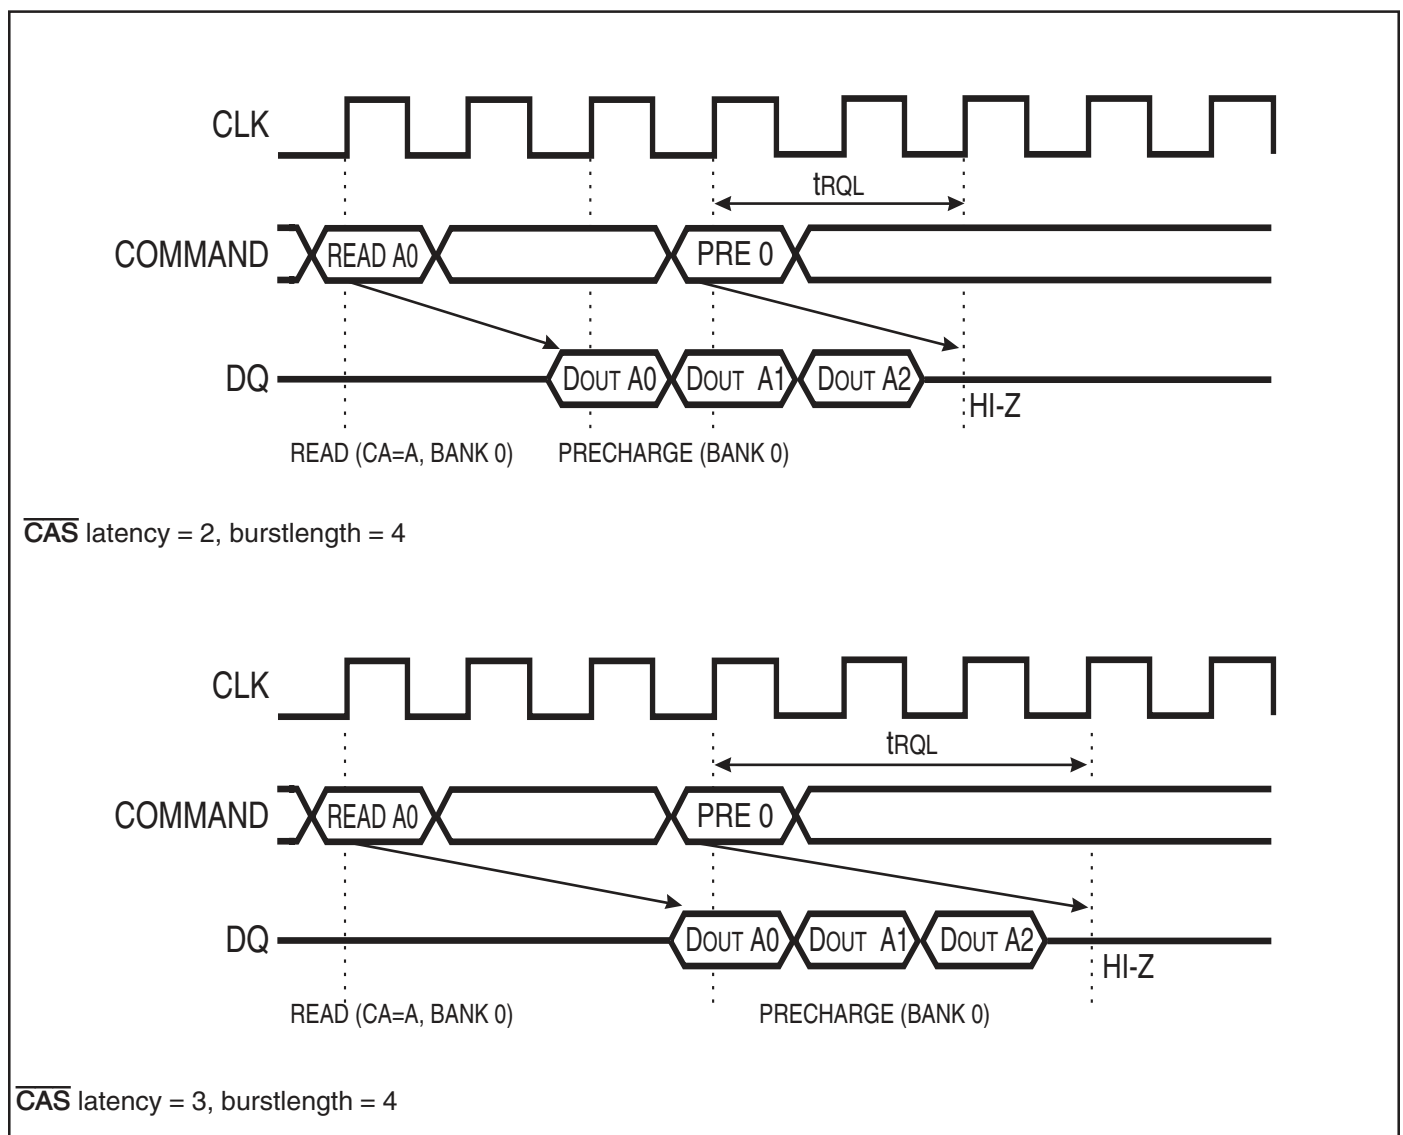 CLK
tRQL
COMMAND
READ A0
PRE 0
DQ
DOUT A0
DOUT A1
DOUT A2
HI-Z
READ (CA=A, BANK 0)
PRECHARGE (BANK 0)
CAS latency = 2, burstlength = 4
CLK
tRQL
COMMAND
READ A0
PRE 0
DQ
DOUT A0
DOUT A1
DOUT A2
HI-Z
READ (CA=A, BANK 0)
PRECHARGE (BANK 0)
CAS latency = 3, burstlength = 4